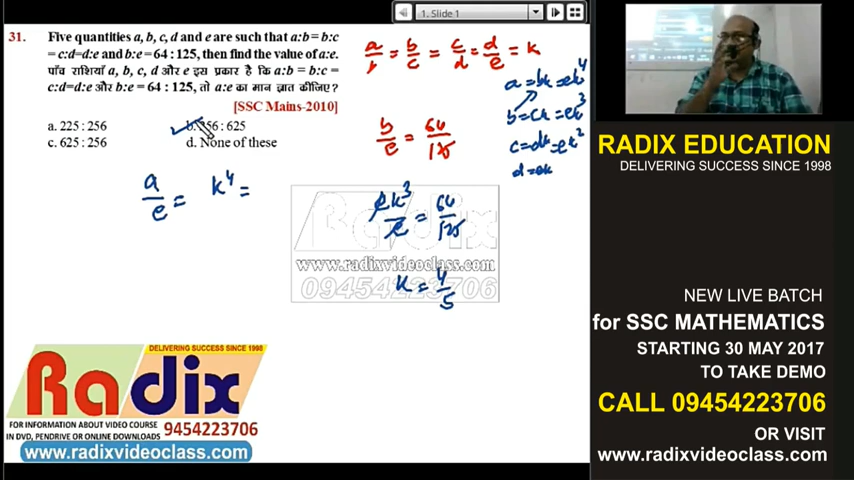 1. Slide 1
31. Five quantities a, b, c, d and e are such that a:b = b:c
= c:d=d:e and b:e = 64 : 125, then find the value of a:e.
पाँच राशियाँ a, b, c, d और e इस प्रकार है कि a:b = b:c =
c:d=d:e और b:e = 64 : 125, तो a:e का मान ज्ञात कीजिए ?
[SSC Mains-2010]
a. 225 : 256
b. 256 : 625
c. 625 : 256
d. None of these
a/b = b/c = c/d = d/e = k
a = bk = ek⁴
b = ck = ek³
c = dk = ek²
d = ek
b/e = 64/125
a/e = k⁴ =
ek³/e = 64/125
k = 4/5
Radix
www.radixvideoclass.com
09454223706
DELIVERING SUCCESS SINCE 1998
Radix
FOR INFORMATION ABOUT VIDEO COURSE
IN DVD, PENDRIVE OR ONLINE DOWNLOADS
9454223706
www.radixvideoclass.com
RADIX EDUCATION
DELIVERING SUCCESS SINCE 1998
NEW LIVE BATCH
for SSC MATHEMATICS
STARTING 30 MAY 2017
TO TAKE DEMO
CALL 09454223706
OR VISIT
www.radixvideoclass.com